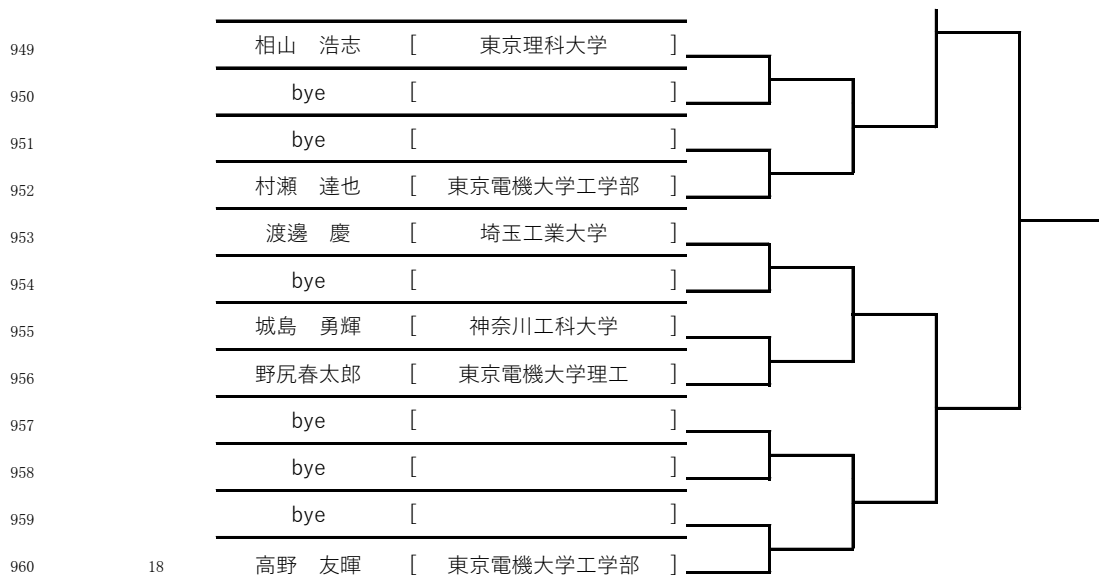 949 相山　浩志 [ 東京理科大学 ]
950 bye [ ]
951 bye [ ]
952 村瀬　達也 [ 東京電機大学工学部 ]
953 渡邊　慶 [ 埼玉工業大学 ]
954 bye [ ]
955 城島　勇輝 [ 神奈川工科大学 ]
956 野尻春太郎 [ 東京電機大学理工 ]
957 bye [ ]
958 bye [ ]
959 bye [ ]
960 18 高野　友暉 [ 東京電機大学工学部 ]